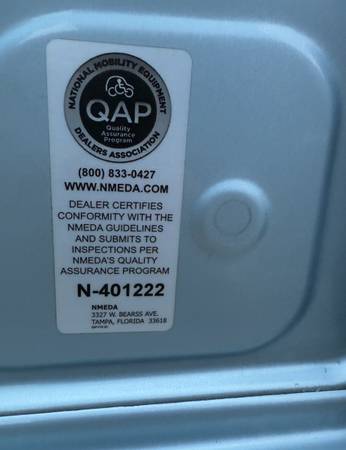 NATIONAL MOBILITY EQUIPMENT
QAP
Quality
Assurance
Program
DEALERS ASSOCIATION
(800) 833-0427
WWW.NMEDA.COM
DEALER CERTIFIES
CONFORMITY WITH THE
NMEDA GUIDELINES
AND SUBMITS TO
INSPECTIONS PER
NMEDA'S QUALITY
ASSURANCE PROGRAM
N-401222
NMEDA
3327 W. BEARSS AVE.
TAMPA, FLORIDA 33618